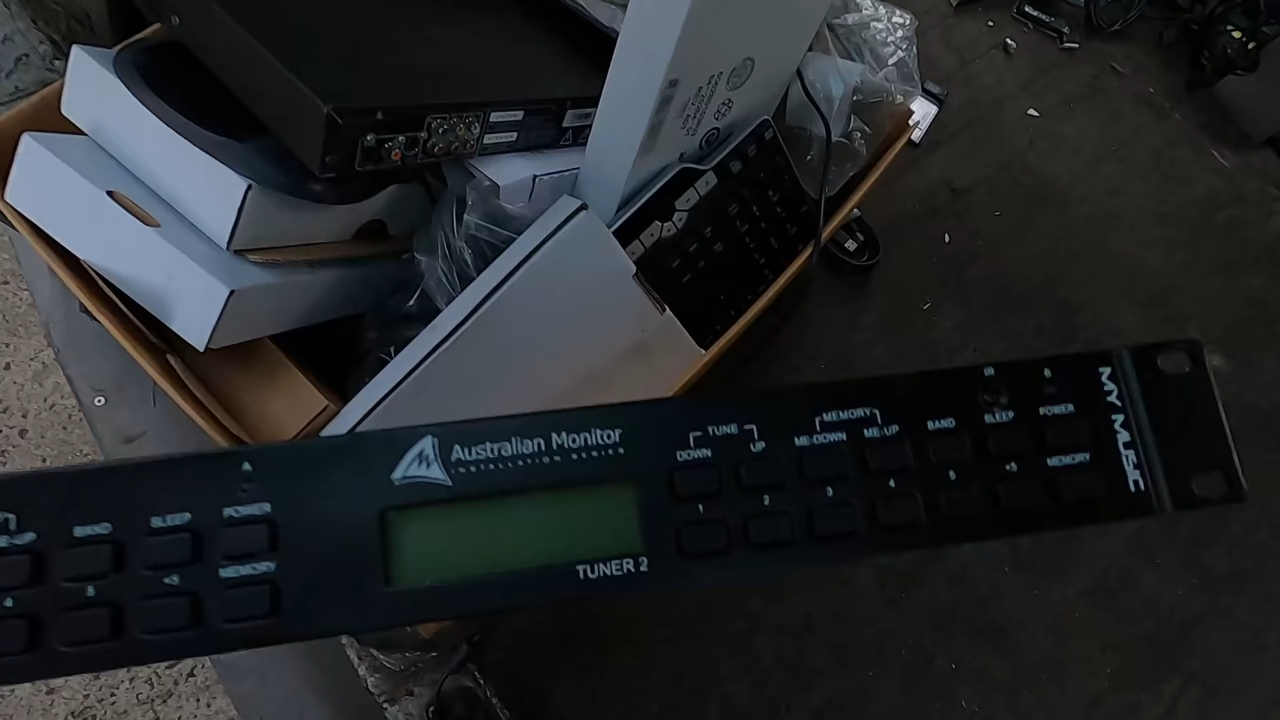 Australian Monitor
INSTALLATION SERIES
TUNER 2
TUNE
DOWN UP
MEMORY
ME-DOWN ME-UP
BAND
SLEEP
POWER
1 2 3 4 5
MEMORY
MY MUSIC
BAND
SLEEP
POWER
MEMORY